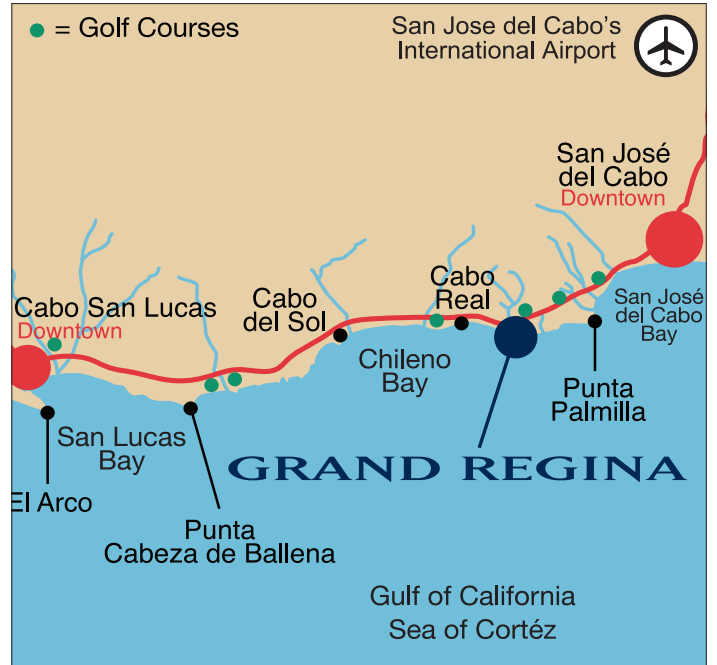 = Golf Courses
San Jose del Cabo's
International Airport
San José
del Cabo
Downtown
Cabo San Lucas
Downtown
Cabo
del Sol
Cabo
Real
San José
del Cabo
Bay
Chileno
Bay
Punta
Palmilla
San Lucas
Bay
GRAND REGINA
El Arco
Punta
Cabeza de Ballena
Gulf of California
Sea of Cortéz